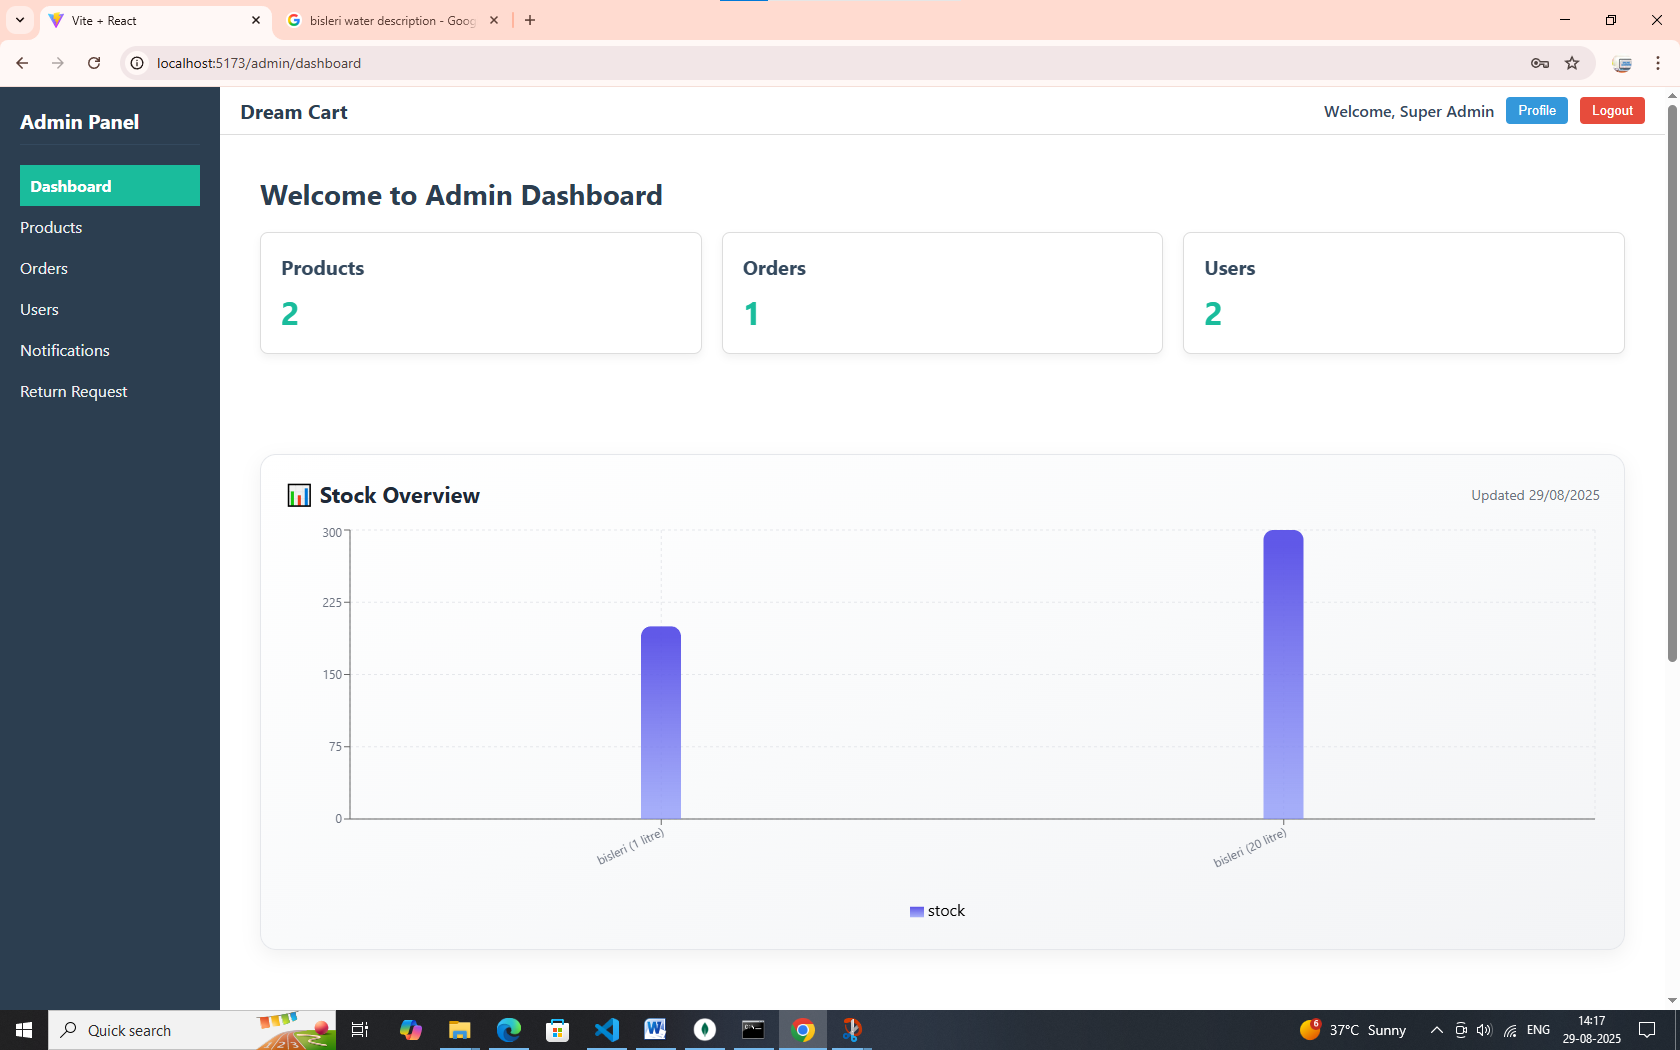 Vite + React
bisleri water description - Goog
localhost:5173/admin/dashboard
Admin Panel
Dashboard
Products
Orders
Users
Notifications
Return Request
Dream Cart
Welcome, Super Admin
Profile
Logout
Welcome to Admin Dashboard
Products
2
Orders
1
Users
2
Stock Overview
Updated 29/08/2025
300
225
150
75
0
bisleri (1 litre)
bisleri (20 litre)
stock
Quick search
6
37°C Sunny
ENG
14:17
29-08-2025